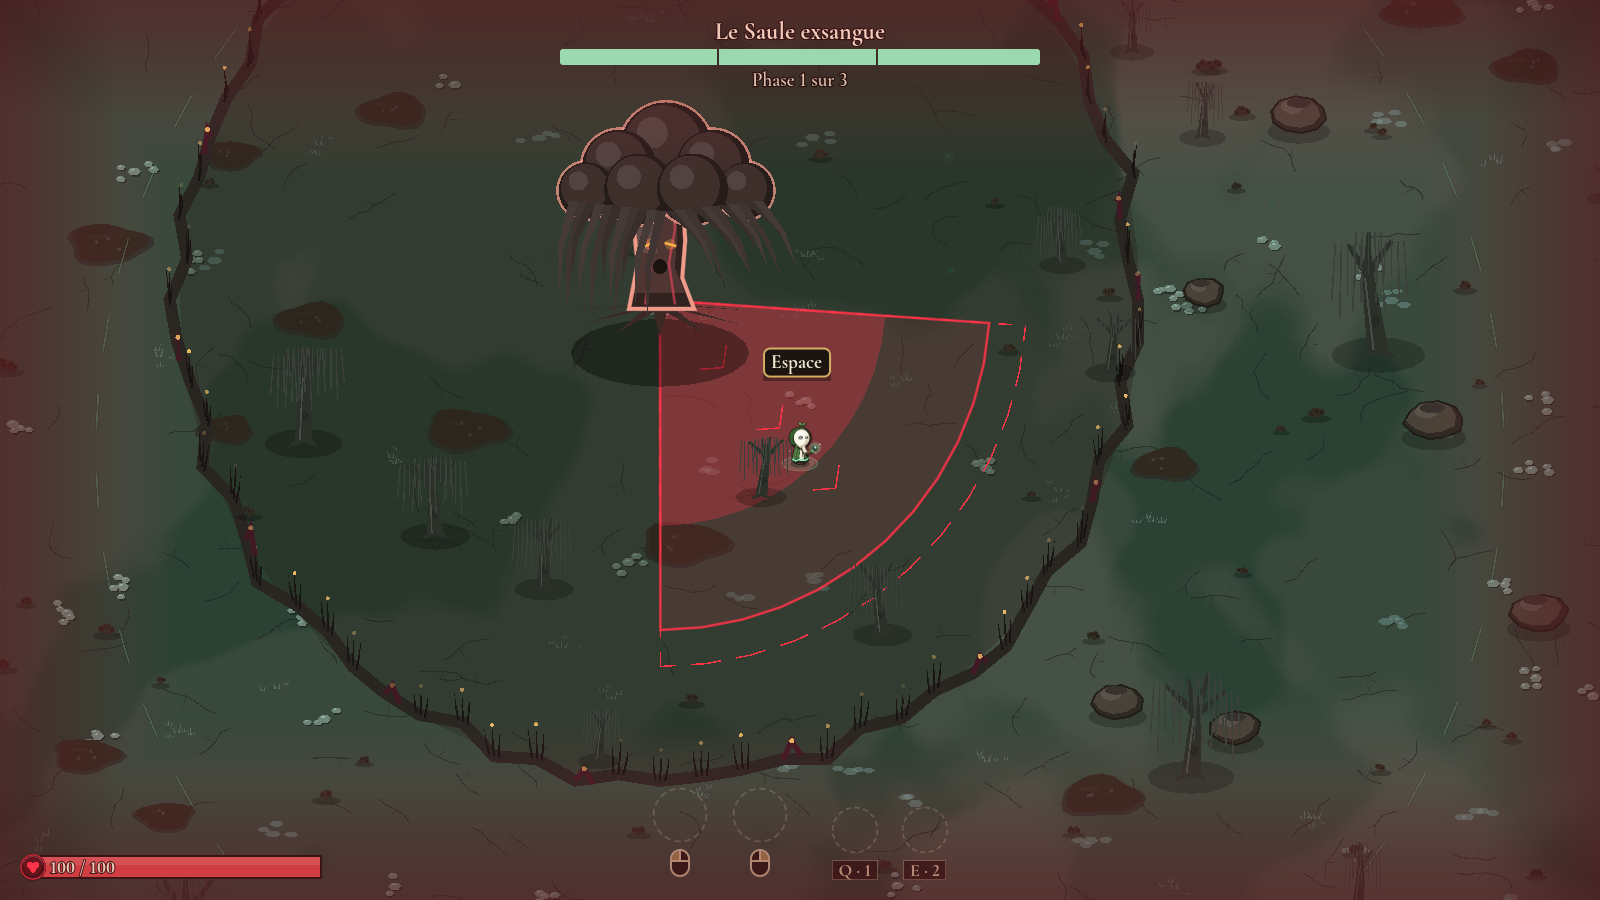 Le Saule exsangue
Phase 1 sur 3
Espace
100 / 100
Q · 1
E · 2